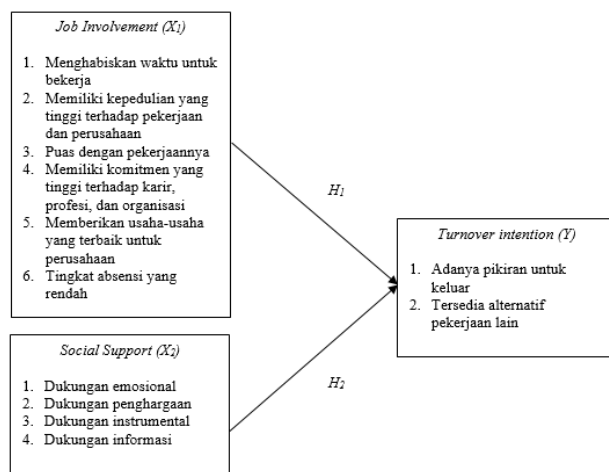 Job Involvement (X1)
1. Menghabiskan waktu untuk
bekerja
2. Memiliki kepedulian yang
tinggi terhadap pekerjaan
dan perusahaan
3. Puas dengan pekerjaannya
4. Memiliki komitmen yang
tinggi terhadap karir,
profesi, dan organisasi
5. Memberikan usaha-usaha
yang terbaik untuk
perusahaan
6. Tingkat absensi yang
rendah
H1
Turnover intention (Y)
1. Adanya pikiran untuk
keluar
2. Tersedia alternatif
pekerjaan lain
Social Support (X2)
1. Dukungan emosional
2. Dukungan penghargaan
3. Dukungan instrumental
4. Dukungan informasi
H2